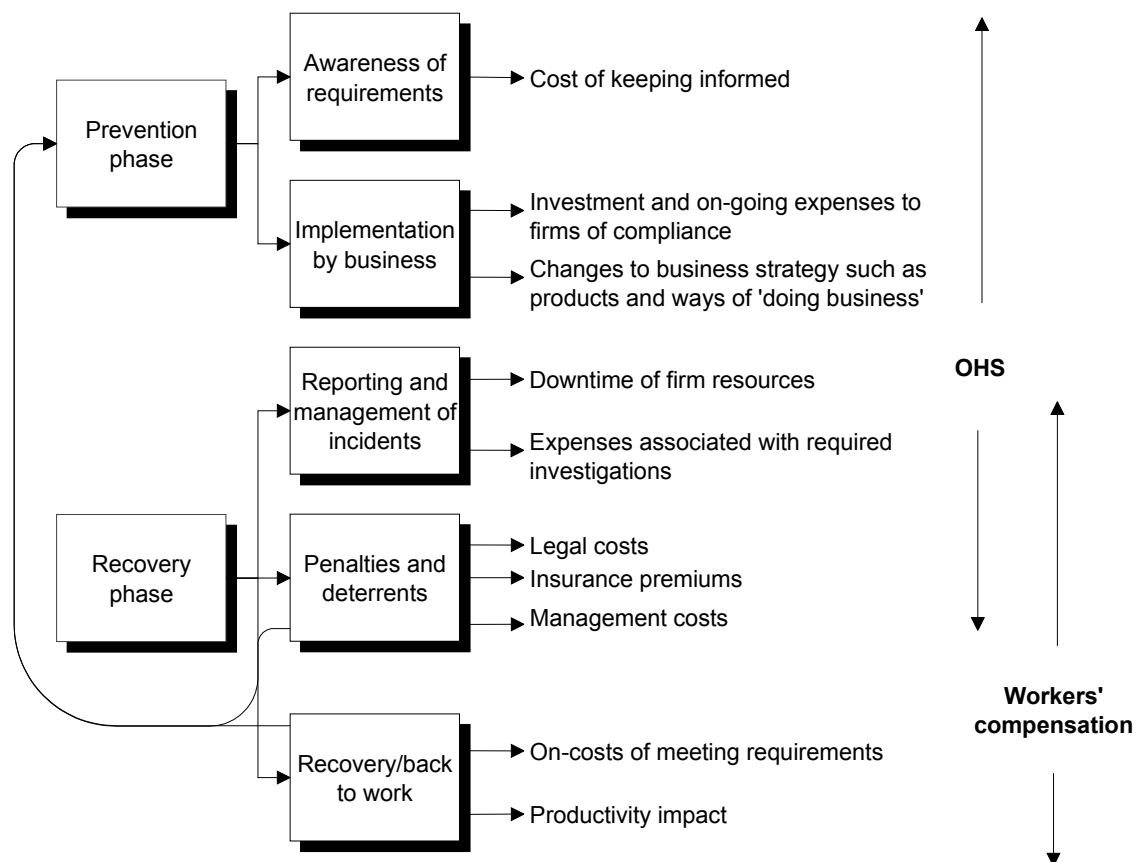 Awareness of
requirements
Cost of keeping informed
Prevention
phase
Implementation
by business
Investment and on-going expenses to
firms of compliance
Changes to business strategy such as
products and ways of 'doing business'
Reporting and
management of
incidents
Downtime of firm resources
Expenses associated with required
investigations
OHS
Recovery
phase
Penalties and
deterrents
Legal costs
Insurance premiums
Management costs
Workers'
compensation
Recovery/back
to work
On-costs of meeting requirements
Productivity impact